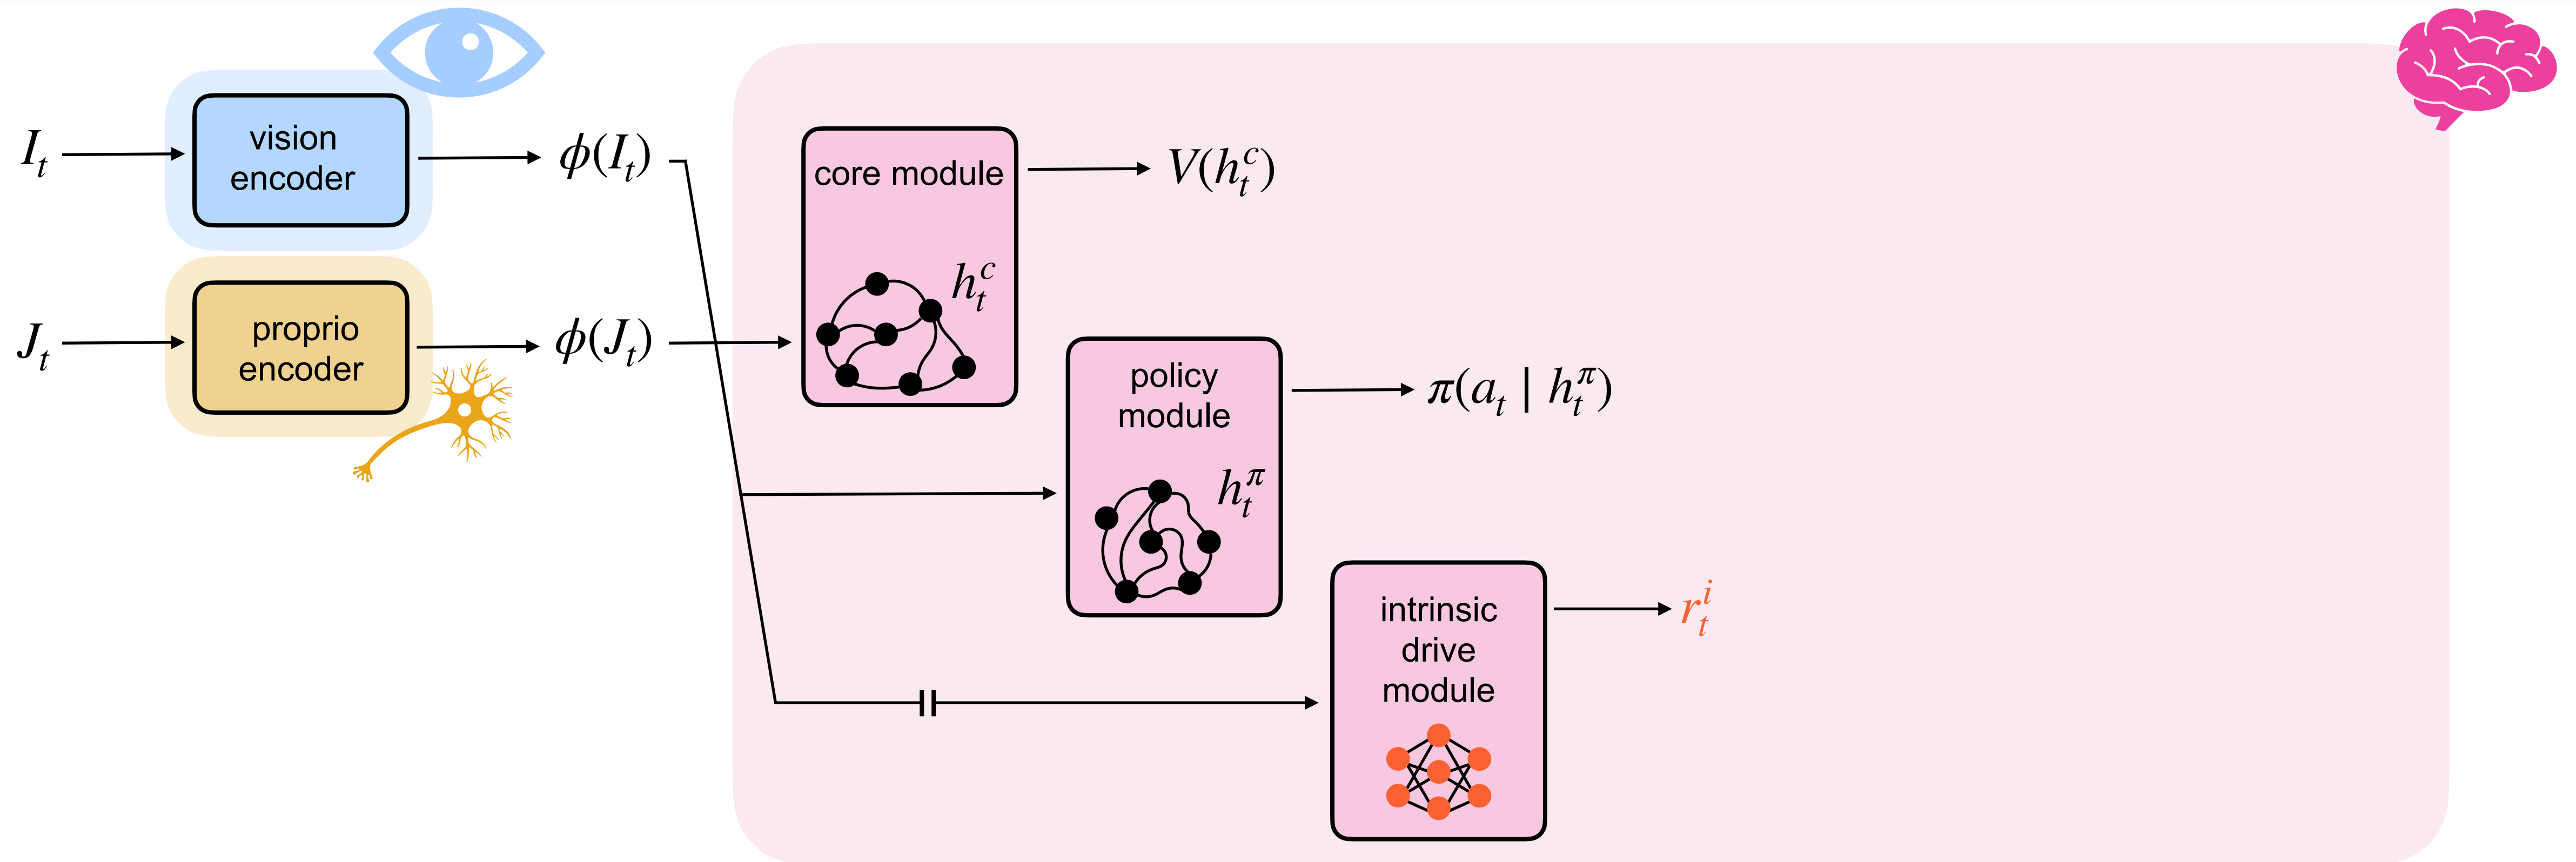 I_t
vision
encoder
ϕ(I_t)
J_t
proprio
encoder
ϕ(J_t)
core module
h_t^c
V(h_t^c)
policy
module
h_t^π
π(a_t | h_t^π)
intrinsic
drive
module
r_t^i